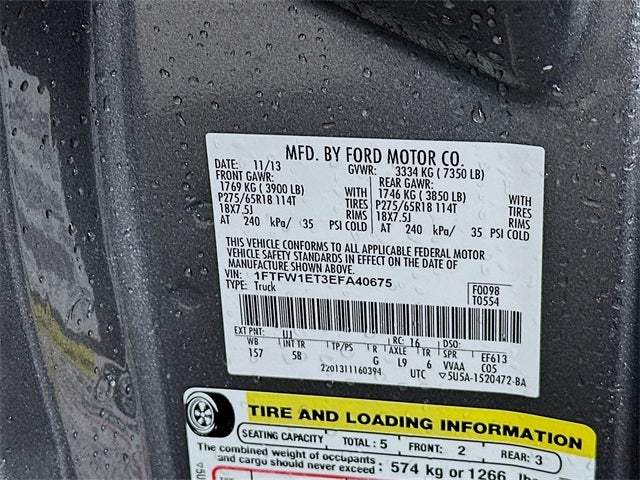 MFD. BY FORD MOTOR CO.
DATE: 11/13 GVWR: 3334 KG ( 7350 LB)
FRONT GAWR: REAR GAWR:
1769 KG ( 3900 LB) WITH 1746 KG ( 3850 LB) WITH
P275/65R18 114T TIRES P275/65R18 114T TIRES
18X7.5J RIMS 18X7.5J RIMS
AT 240 kPa/ 35 PSI COLD AT 240 kPa/ 35 PSI COLD
THIS VEHICLE CONFORMS TO ALL APPLICABLE FEDERAL MOTOR
VEHICLE SAFETY AND THEFT PREVENTION STANDARDS IN EFFECT ON THE DATE OF
MANUFACTURE SHOWN ABOVE.
VIN: 1FTFW1ET3EFA40675 F0098
TYPE: Truck T0554
EXT PNT: UJ RC: 16 DSO:
WB INT TR TP/PS R AXLE TR SPR EF613
157 58 G L9 6 VVAA C05
2201311160394 UTC ▽5U5A-1520472-BA
TIRE AND LOADING INFORMATION
SEATING CAPACITY TOTAL : 5 FRONT: 2 REAR: 3
The combined weight of occupants
and cargo should never exceed : 574 kg or 1266 lbs